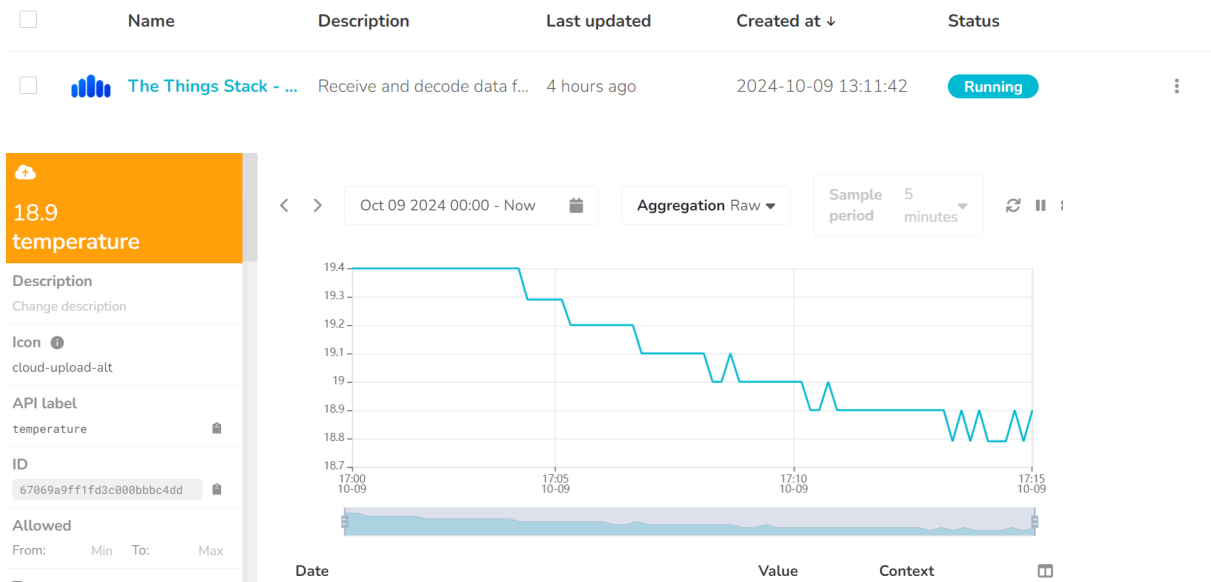 Name Description Last updated Created at ↓ Status
The Things Stack - ... Receive and decode data f... 4 hours ago 2024-10-09 13:11:42 Running
18.9
temperature
Description
Change description
Icon
cloud-upload-alt
API label
temperature
ID
67069a9ff1fd3c000bbbc4dd
Allowed
From: Min To: Max
Oct 09 2024 00:00 - Now
Aggregation Raw
Sample period
5 minutes
19.4
19.3
19.2
19.1
19
18.9
18.8
18.7
17:00 17:05 17:10 17:15
10-09 10-09 10-09 10-09
Date Value Context